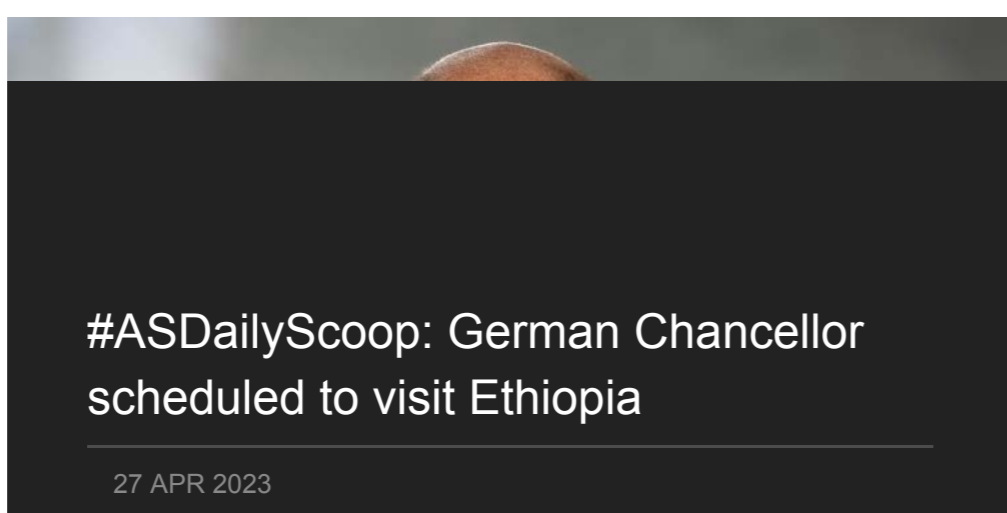 #ASDailyScoop: German Chancellor
scheduled to visit Ethiopia
27 APR 2023